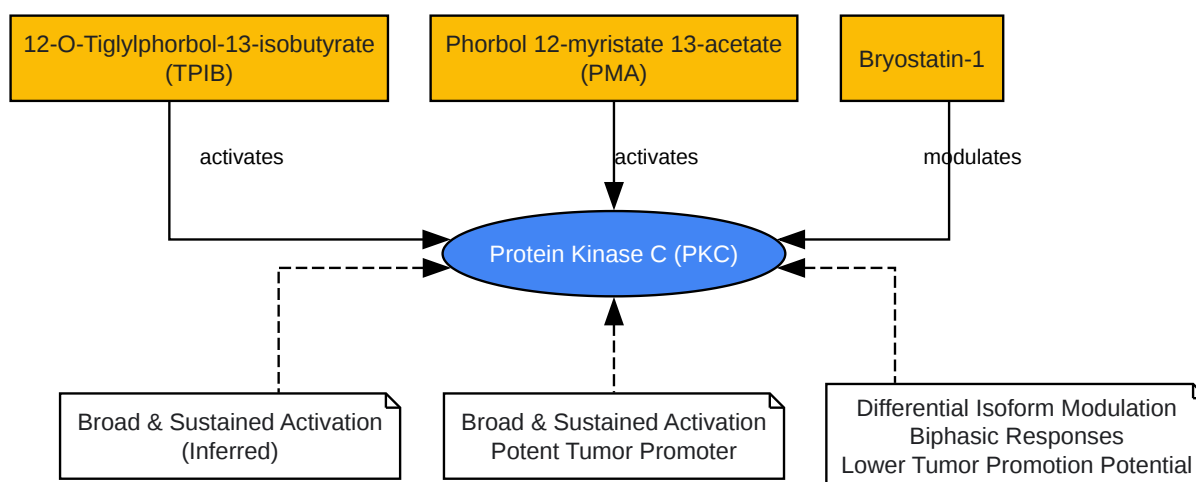 12-O-Tiglylphorbol-13-isobutyrate
(TPIB)
Phorbol 12-myristate 13-acetate
(PMA)
Bryostatin-1
activates
activates
modulates
Protein Kinase C (PKC)
Broad & Sustained Activation
(Inferred)
Broad & Sustained Activation
Potent Tumor Promoter
Differential Isoform Modulation
Biphasic Responses
Lower Tumor Promotion Potential